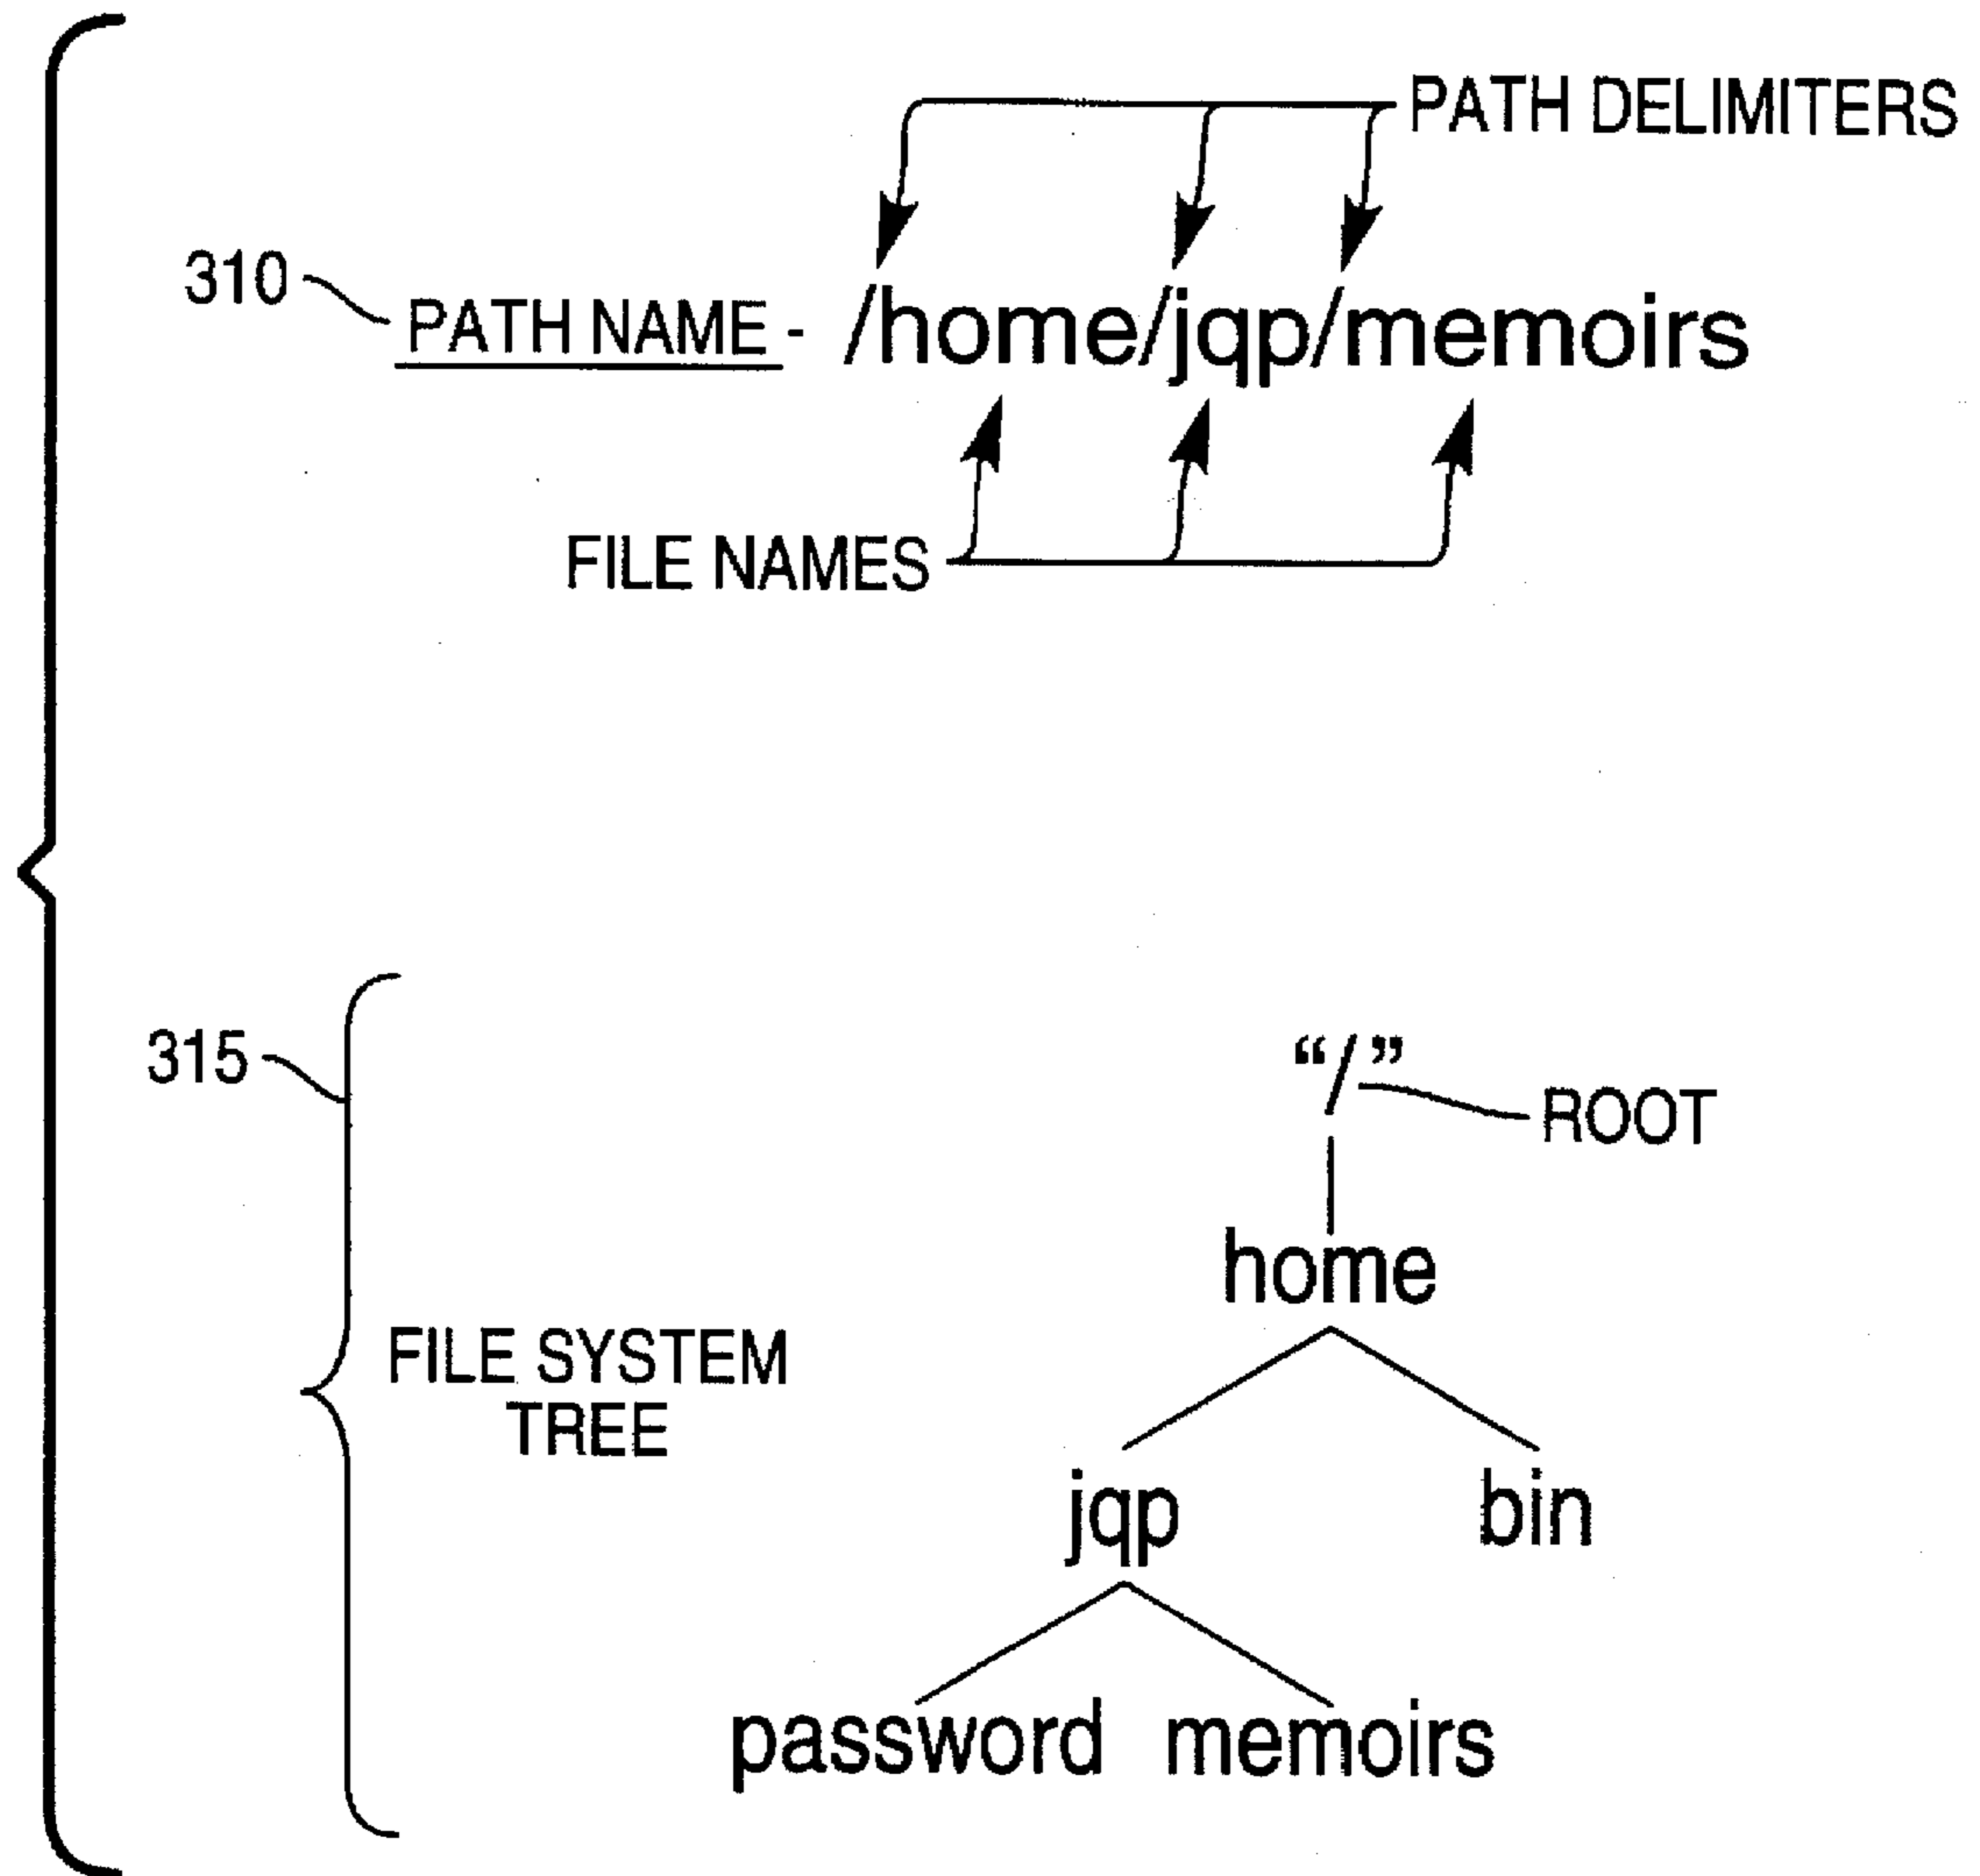 PATH DELIMITERS
310
PATH NAME - /home/jqp/memoirs
FILE NAMES
315
“/”
ROOT
home
FILE SYSTEM
TREE
jqp bin
password memoirs